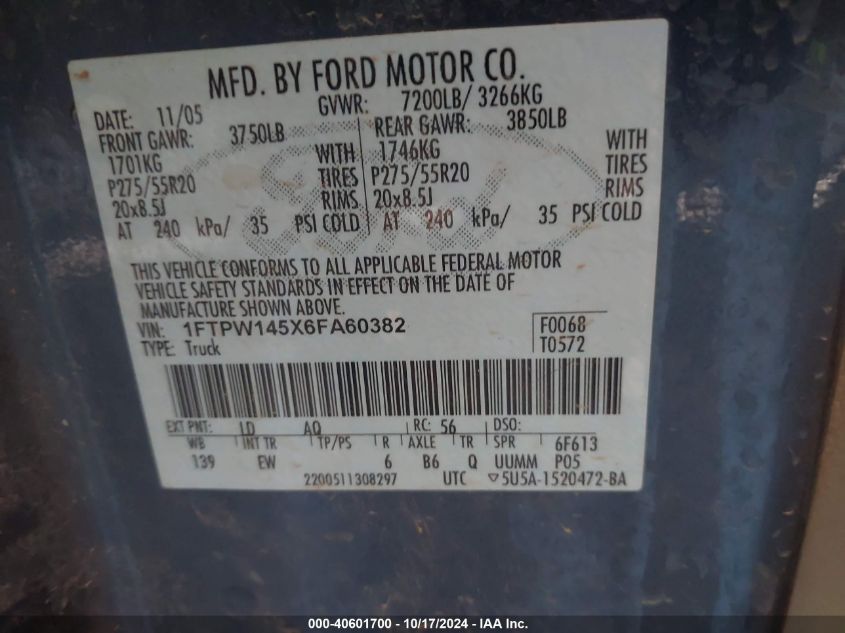 MFD. BY FORD MOTOR CO.
DATE: 11/05 GVWR: 7200LB/ 3266KG
FRONT GAWR: 3750LB REAR GAWR: 3850LB
1701KG WITH 1746KG WITH
P275/55R20 TIRES P275/55R20 TIRES
20x8.5J RIMS 20x8.5J RIMS
AT 240 kPa/ 35 PSI COLD AT 240 kPa/ 35 PSI COLD
THIS VEHICLE CONFORMS TO ALL APPLICABLE FEDERAL MOTOR
VEHICLE SAFETY STANDARDS IN EFFECT ON THE DATE OF
MANUFACTURE SHOWN ABOVE.
VIN: 1FTPW145X6FA60382 F0068
TYPE: Truck T0572
EXT PNT: LD AQ RC: 56 DSO:
WB INT TR TP/PS R AXLE TR SPR 6F613
139 EW 6 B6 Q UUMM P05
2200511308297 UTC ▽5U5A-1520472-BA
000-40601700 - 10/17/2024 - IAA Inc.